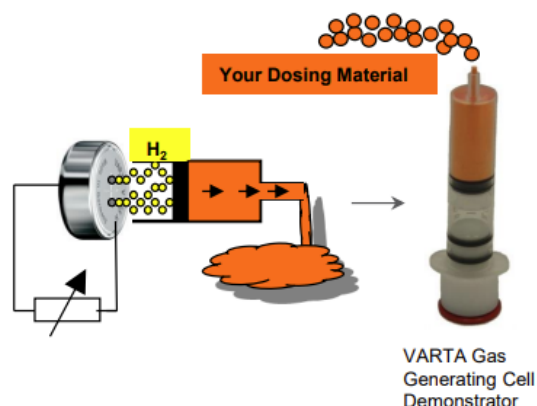 Your Dosing Material
H2
VARTA Gas
Generating Cell
Demonstrator